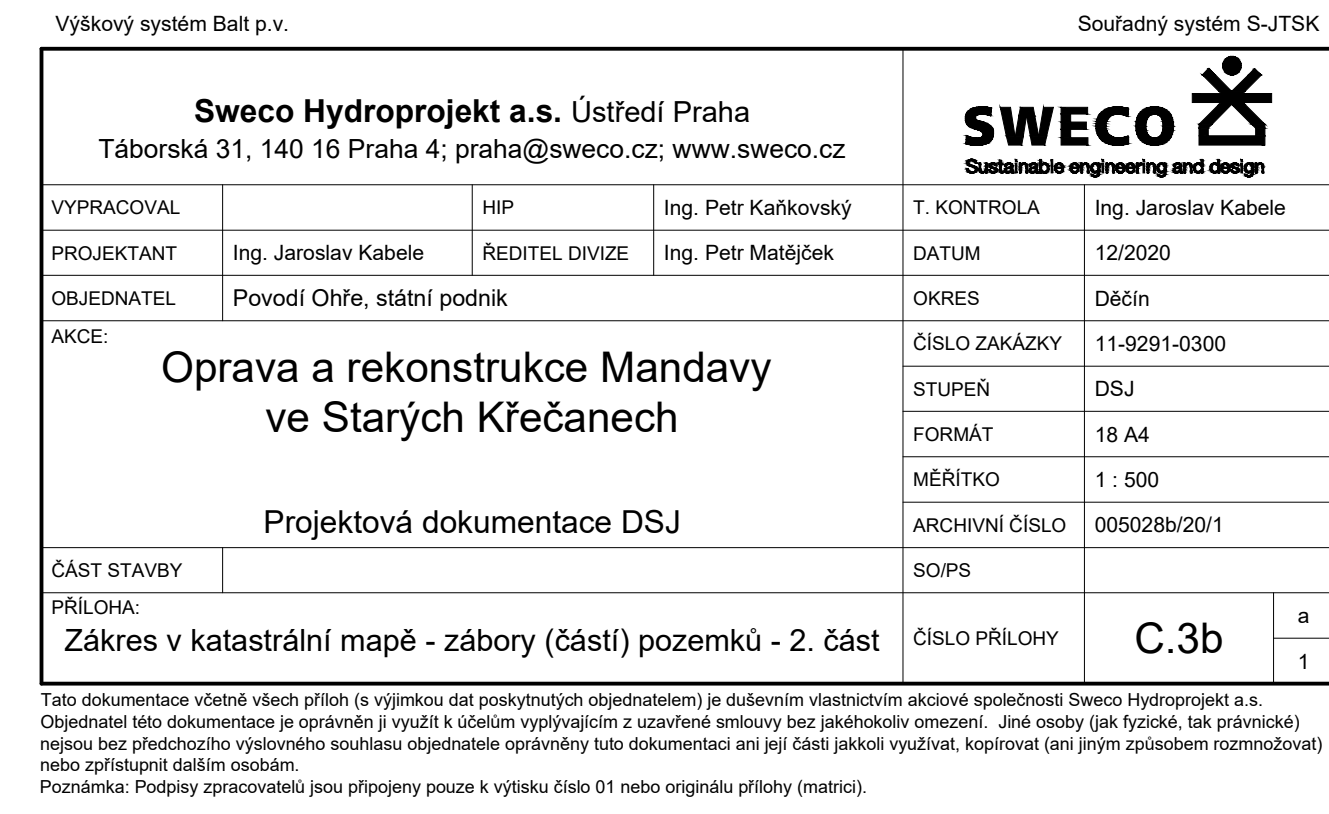 Výškový systém Balt p.v.
Souřadný systém S-JTSK
Sweco Hydroprojekt a.s. Ústředí Praha
Táborská 31, 140 16 Praha 4; praha@sweco.cz; www.sweco.cz
SWECO
Sustainable engineering and design
VYPRACOVAL
HIP
Ing. Petr Kaňkovský
T. KONTROLA
Ing. Jaroslav Kabele
PROJEKTANT
Ing. Jaroslav Kabele
ŘEDITEL DIVIZE
Ing. Petr Matějček
DATUM
12/2020
OBJEDNATEL
Povodí Ohře, státní podnik
OKRES
Děčín
AKCE:
Oprava a rekonstrukce Mandavy
ve Starých Křečanech
Projektová dokumentace DSJ
ČÍSLO ZAKÁZKY
11-9291-0300
STUPEŇ
DSJ
FORMÁT
18 A4
MĚŘÍTKO
1 : 500
ARCHIVNÍ ČÍSLO
005028b/20/1
ČÁST STAVBY
SO/PS
PŘÍLOHA:
Zákres v katastrální mapě - zábory (částí) pozemků - 2. část
ČÍSLO PŘÍLOHY
C.3b
a
1
Tato dokumentace včetně všech příloh (s výjimkou dat poskytnutých objednatelem) je duševním vlastnictvím akciové společnosti Sweco Hydroprojekt a.s.
Objednatel této dokumentace je oprávněn ji využít k účelům vyplývajícím z uzavřené smlouvy bez jakéhokoliv omezení. Jiné osoby (jak fyzické, tak právnické)
nejsou bez předchozího výslovného souhlasu objednatele oprávněny tuto dokumentaci ani její části jakkoli využívat, kopírovat (ani jiným způsobem rozmnožovat)
nebo zpřístupnit dalším osobám.
Poznámka: Podpisy zpracovatelů jsou připojeny pouze k výtisku číslo 01 nebo originálu přílohy (matrici).